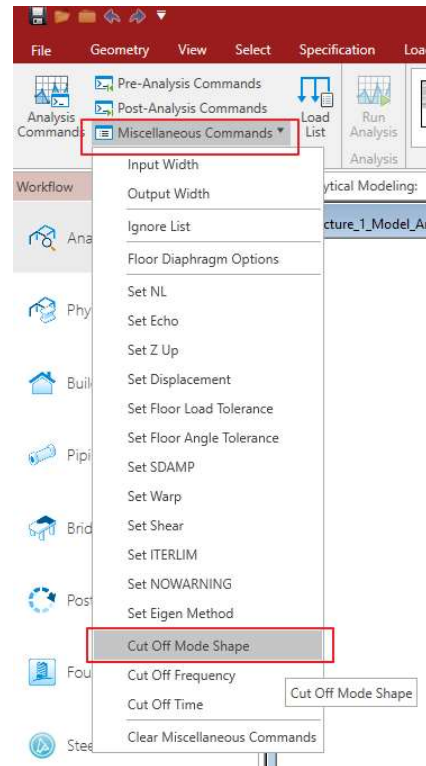 File Geometry View Select Specification Loa
Pre-Analysis Commands
Post-Analysis Commands
Miscellaneous Commands
Analysis Commands
Load List
Run Analysis
Analysis
Workflow
ytical Modeling:
Input Width
Output Width
Ignore List
cture_1_Model_A
Ana
Floor Diaphragm Options
Set NL
Phy
Set Echo
Set Z Up
Buil
Set Displacement
Set Floor Load Tolerance
Set Floor Angle Tolerance
Pipi
Set SDAMP
Set Warp
Brid
Set Shear
Set ITERLIM
Set NOWARNING
Post
Set Eigen Method
Cut Off Mode Shape
Fou
Cut Off Frequency
Cut Off Mode Shape
Cut Off Time
Stee
Clear Miscellaneous Commands